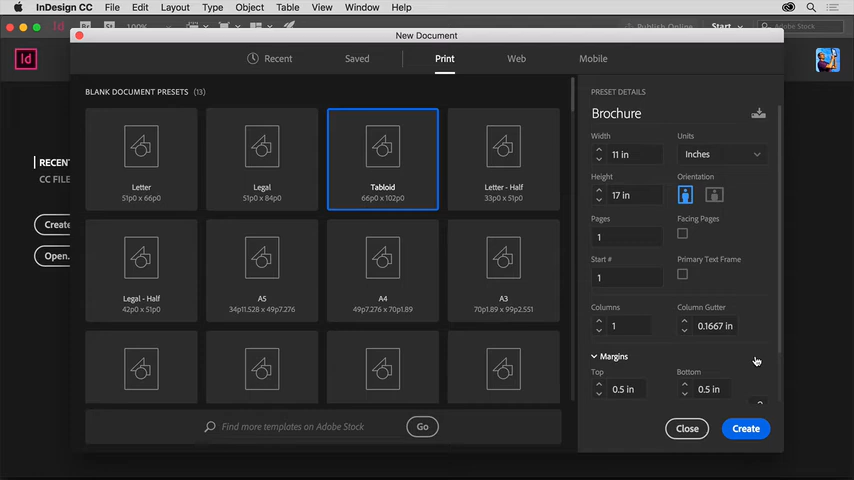 InDesign CC File Edit Layout Type Object Table View Window Help
Id Br St 100% Publish Online Start Adobe Stock
New Document
Id
Recent Saved Print Web Mobile
BLANK DOCUMENT PRESETS (13)
PRESET DETAILS
Brochure
Width Units
11 in Inches
Height Orientation
17 in
Pages Facing Pages
1
Start # Primary Text Frame
1
Columns Column Gutter
1 0.1667 in
Margins
Top Bottom
0.5 in 0.5 in
Letter Legal Tabloid Letter - Half
51p0 x 66p0 51p0 x 84p0 66p0 x 102p0 33p0 x 51p0
Legal - Half A5 A4 A3
42p0 x 51p0 34p11.528 x 49p7.276 49p7.276 x 70p1.89 70p1.89 x 99p2.551
RECEN
CC FILE
Create
Open..
Find more templates on Adobe Stock Go
Close Create